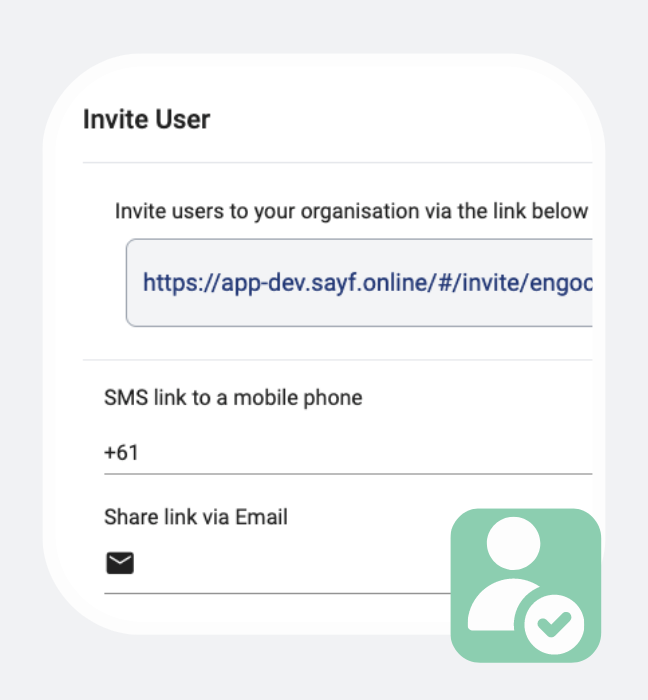 Invite User
Invite users to your organisation via the link below
https://app-dev.sayf.online/#/invite/engoc
SMS link to a mobile phone
+61
Share link via Email